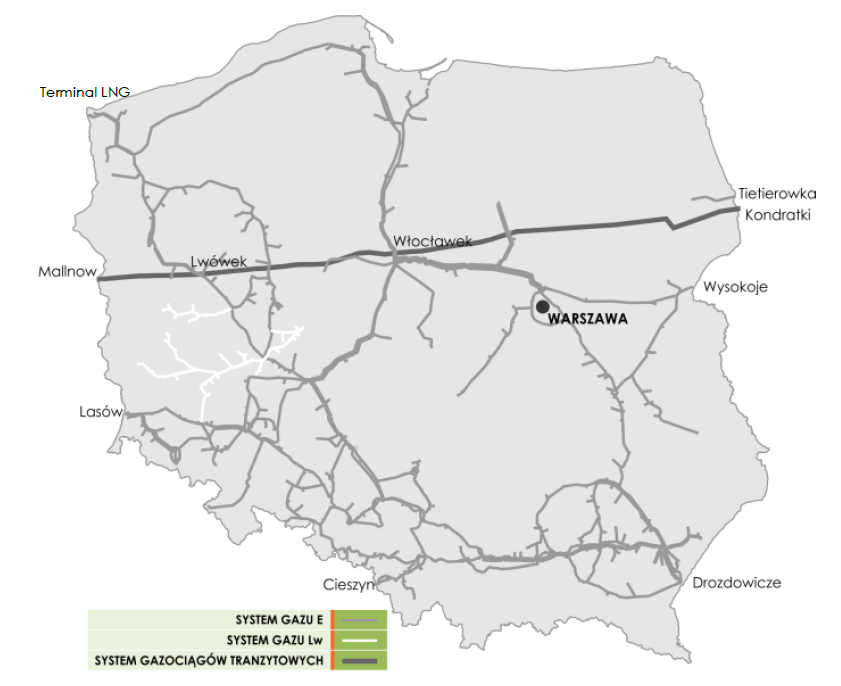 Terminal LNG
Tietierowka
Kondratki
Włocławek
Lwówek
Mallnow
Wysokoje
WARSZAWA
Lasów
Cieszyn
Drozdowicze
SYSTEM GAZU E
SYSTEM GAZU Lw
SYSTEM GAZOCIĄGÓW TRANZYTOWYCH